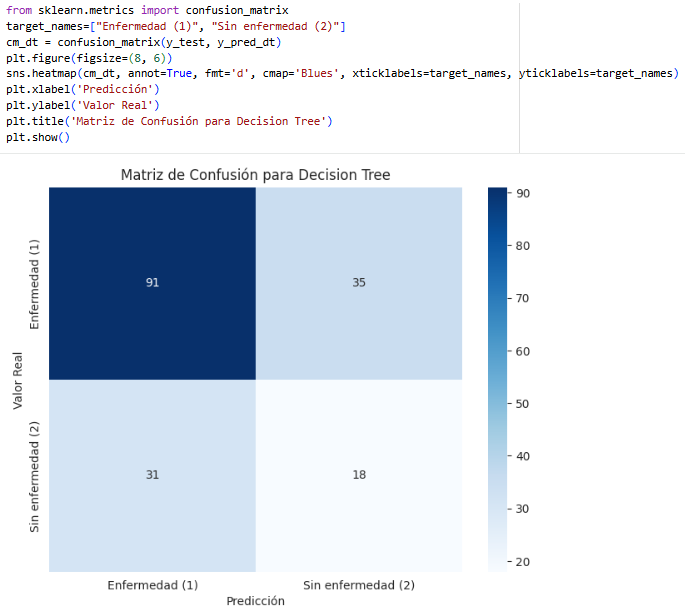 from sklearn.metrics import confusion_matrix
target_names=["Enfermedad (1)", "Sin enfermedad (2)"]
cm_dt = confusion_matrix(y_test, y_pred_dt)
plt.figure(figsize=(8, 6))
sns.heatmap(cm_dt, annot=True, fmt='d', cmap='Blues', xticklabels=target_names, yticklabels=target_names)
plt.xlabel('Predicción')
plt.ylabel('Valor Real')
plt.title('Matriz de Confusión para Decision Tree')
plt.show()
Matriz de Confusión para Decision Tree
Valor Real
Enfermedad (1)
91
35
Sin enfermedad (2)
31
18
Enfermedad (1)
Sin enfermedad (2)
Predicción
90
80
70
60
50
40
30
20